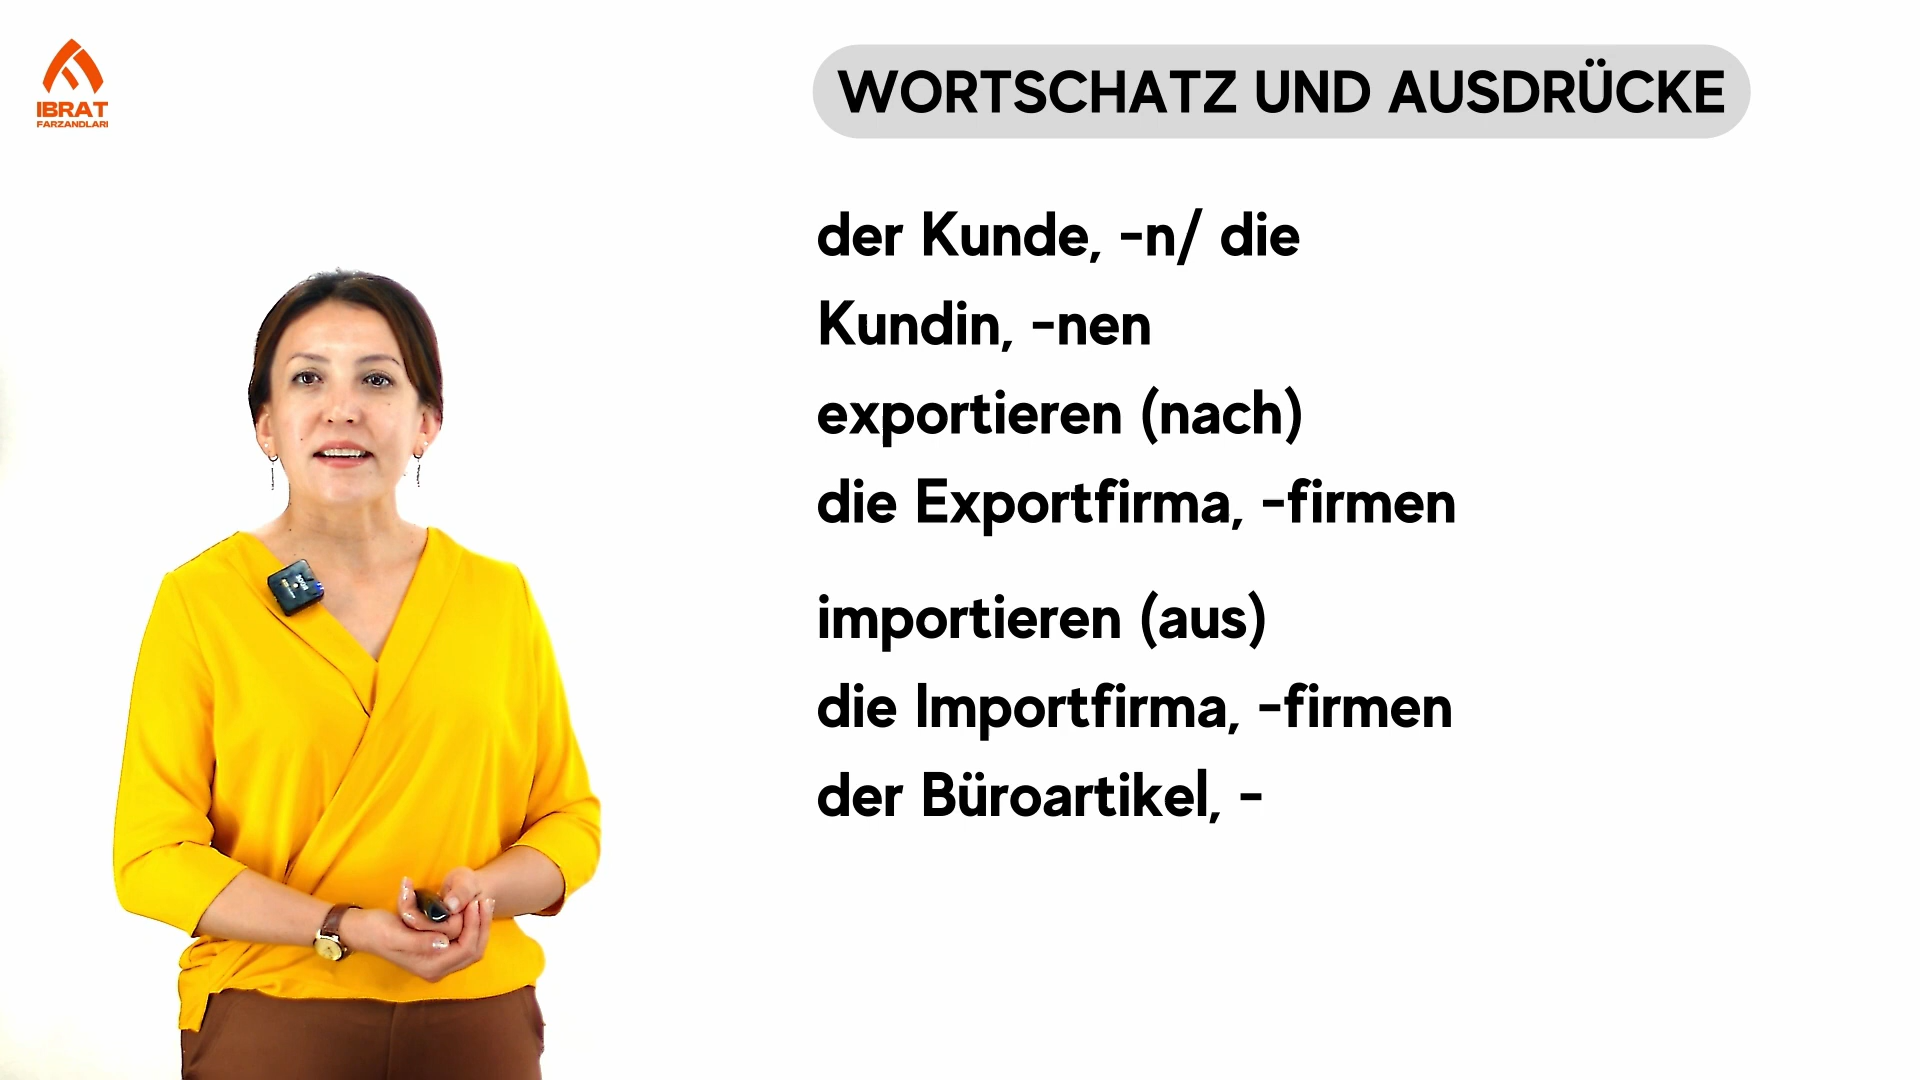 IBRAT
FARZANDLARI
WORTSCHATZ UND AUSDRÜCKE
der Kunde, -n/ die
Kundin, -nen
exportieren (nach)
die Exportfirma, -firmen
importieren (aus)
die Importfirma, -firmen
der Büroartikel, -